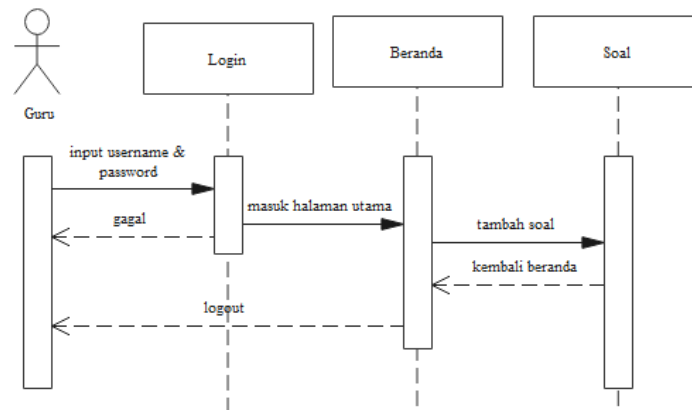 Login
Beranda
Soal
Guru
input username &
password
masuk halaman utama
gagal
tambah soal
kembali beranda
logout